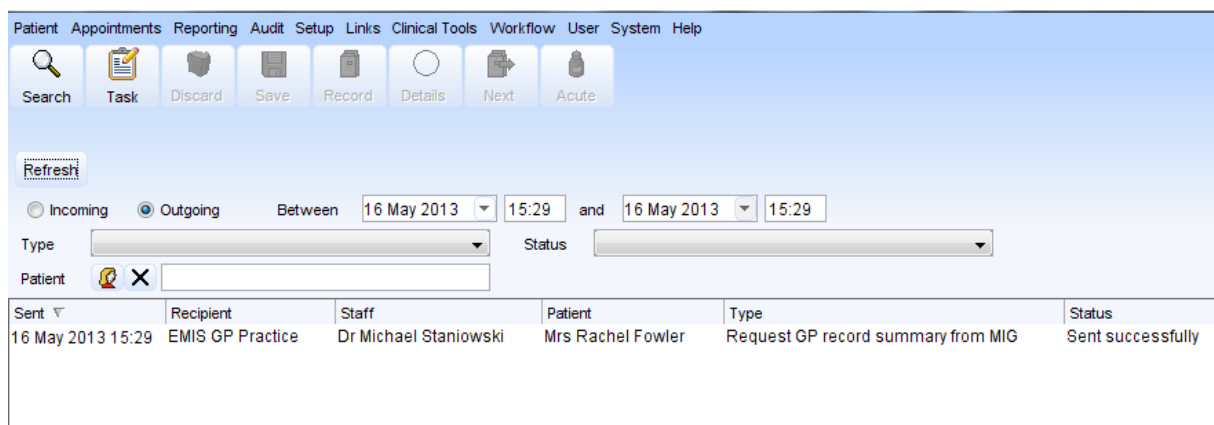 Patient Appointments Reporting Audit Setup Links Clinical Tools Workflow User System Help
Search Task Discard Save Record Details Next Acute
Refresh
Incoming Outgoing Between 16 May 2013 15:29 and 16 May 2013 15:29
Type Status
Patient
Sent Recipient Staff Patient Type Status
16 May 2013 15:29 EMIS GP Practice Dr Michael Staniowski Mrs Rachel Fowler Request GP record summary from MIG Sent successfully